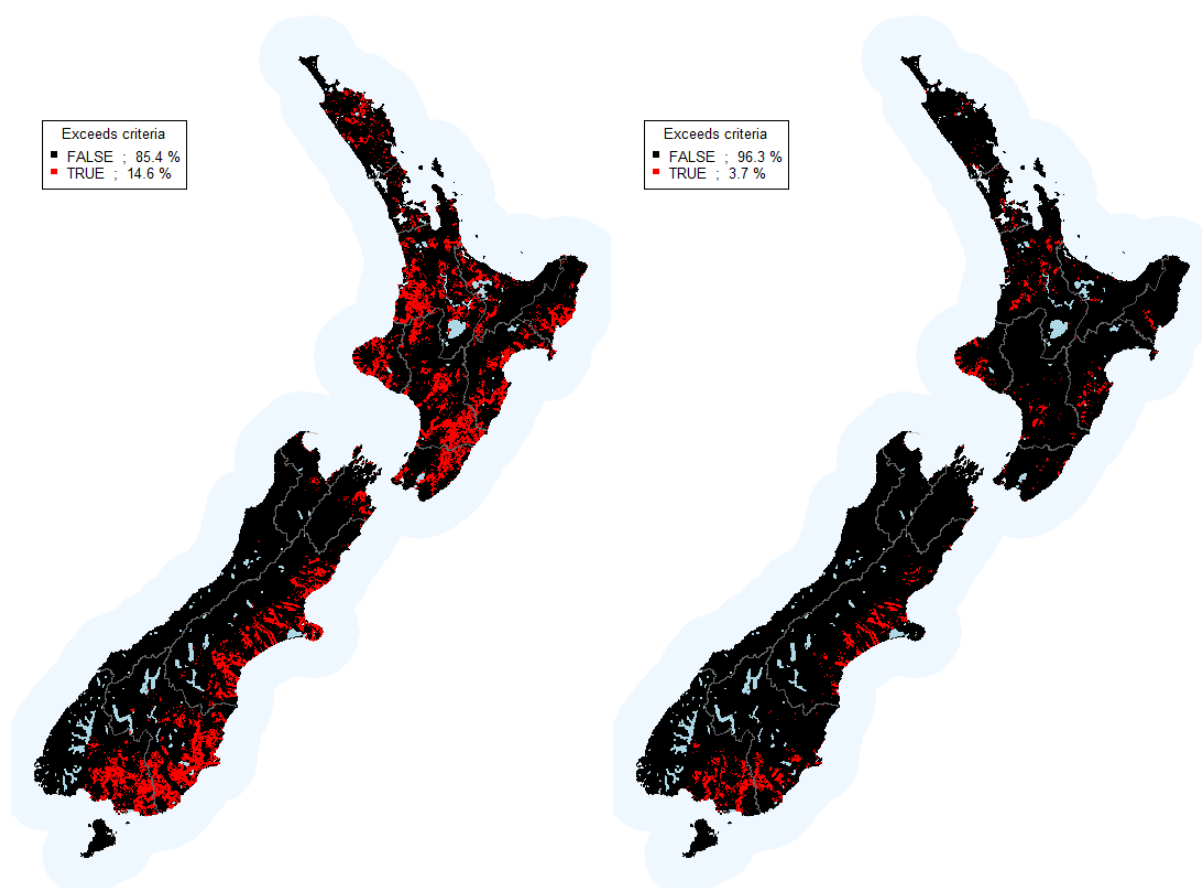 Exceeds criteria
FALSE ; 85.4 %
TRUE ; 14.6 %
Exceeds criteria
FALSE ; 96.3 %
TRUE ; 3.7 %